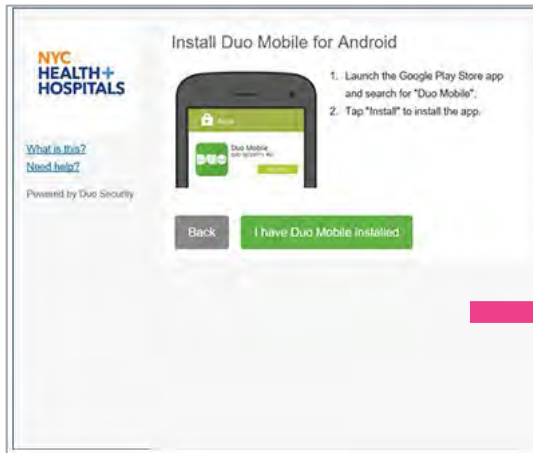 Install Duo Mobile for Android
NYC
HEALTH+
HOSPITALS
1. Launch the Google Play Store app
and search for "Duo Mobile".
2. Tap "Install" to install the app.
Duo Mobile
DUO
What is this?
Need help?
Powered by Duo Security
Back
I have Duo Mobile installed